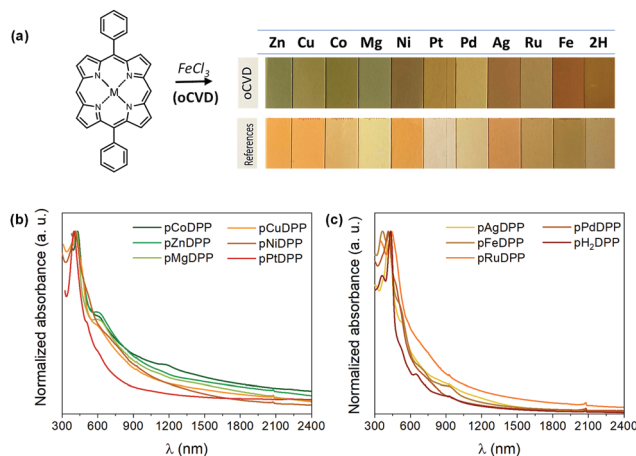 (a)
FeCl3
(oCVD)
Zn Cu Co Mg Ni Pt Pd Ag Ru Fe 2H
oCVD
References
N N
M
N N
(b)
pCoDPP pCuDPP
pZnDPP pNiDPP
pMgDPP pPtDPP
Normalized absorbance (a. u.)
300 600 900 1200 1500 1800 2100 2400
λ (nm)
(c)
pAgDPP pPdDPP
pFeDPP pH2DPP
pRuDPP
Normalized absorbance (a. u.)
300 600 900 1200 1500 1800 2100 2400
λ (nm)